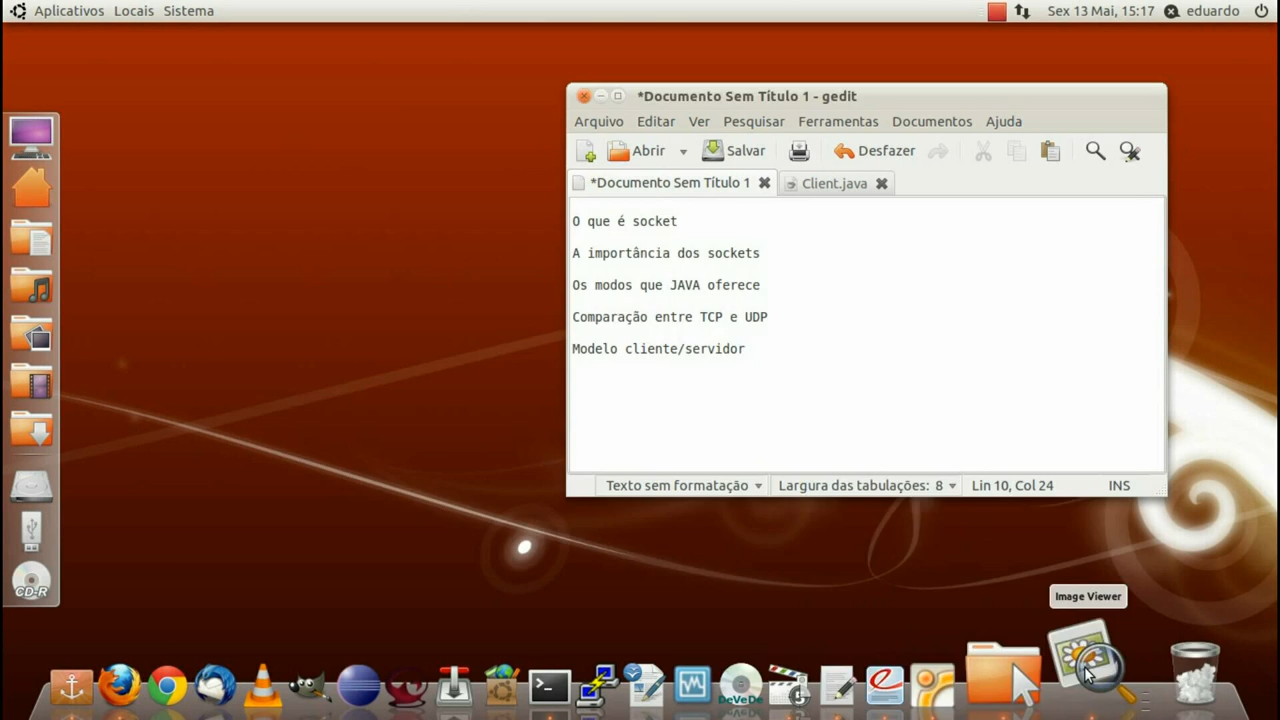 Aplicativos Locais Sistema
Sex 13 Mai, 15:17 eduardo
*Documento Sem Título 1 - gedit
Arquivo Editar Ver Pesquisar Ferramentas Documentos Ajuda
Abrir Salvar Desfazer
*Documento Sem Título 1 Client.java
O que é socket
A importância dos sockets
Os modos que JAVA oferece
Comparação entre TCP e UDP
Modelo cliente/servidor
Texto sem formatação Largura das tabulações: 8 Lin 10, Col 24 INS
CD-R
Image Viewer
DeVeDe